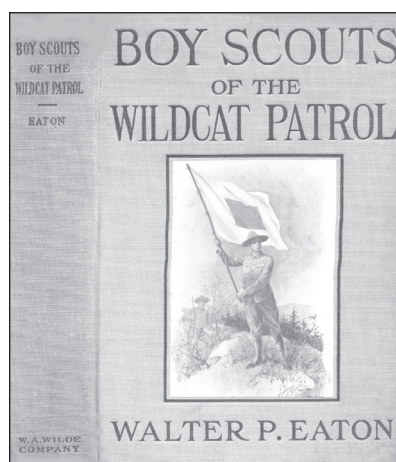 BOY SCOUTS
OF THE
WILDCAT PATROL
EATON
W.A.WILDE
COMPANY
BOY SCOUTS
OF THE
WILDCAT PATROL
WALTER P. EATON